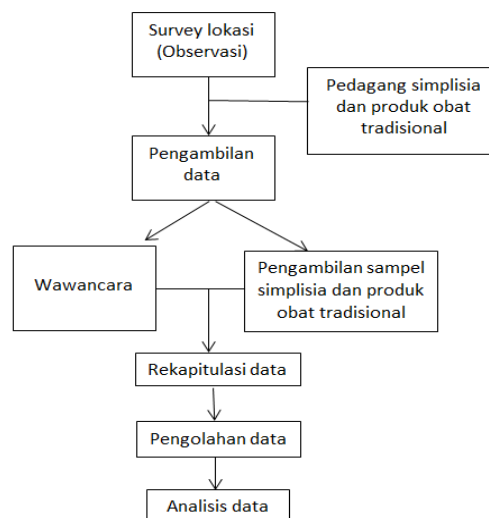 Survey lokasi
(Observasi)
Pedagang simplisia
dan produk obat
tradisional
Pengambilan
data
Wawancara
Pengambilan sampel
simplisia dan produk
obat tradisional
Rekapitulasi data
Pengolahan data
Analisis data